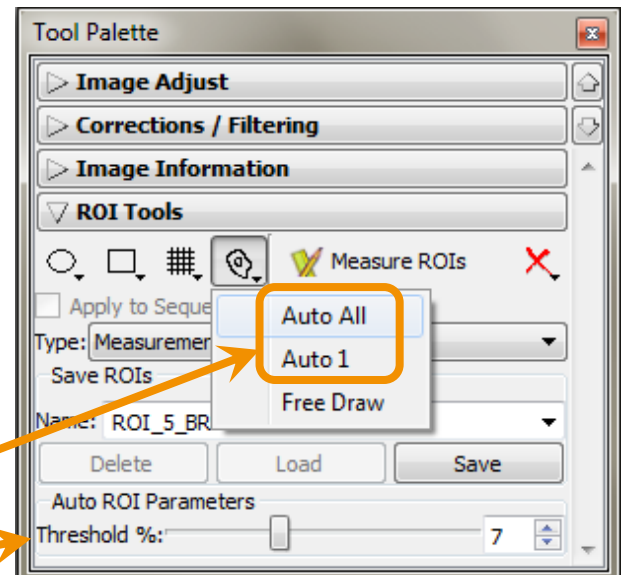 Tool Palette
Image Adjust
Corrections / Filtering
Image Information
ROI Tools
Measure ROIs
Apply to Seque
Auto All
Type: Measuremen
Auto 1
Save ROIs
Free Draw
Name: ROI_5_BR
Delete Load Save
Auto ROI Parameters
Threshold %: 7